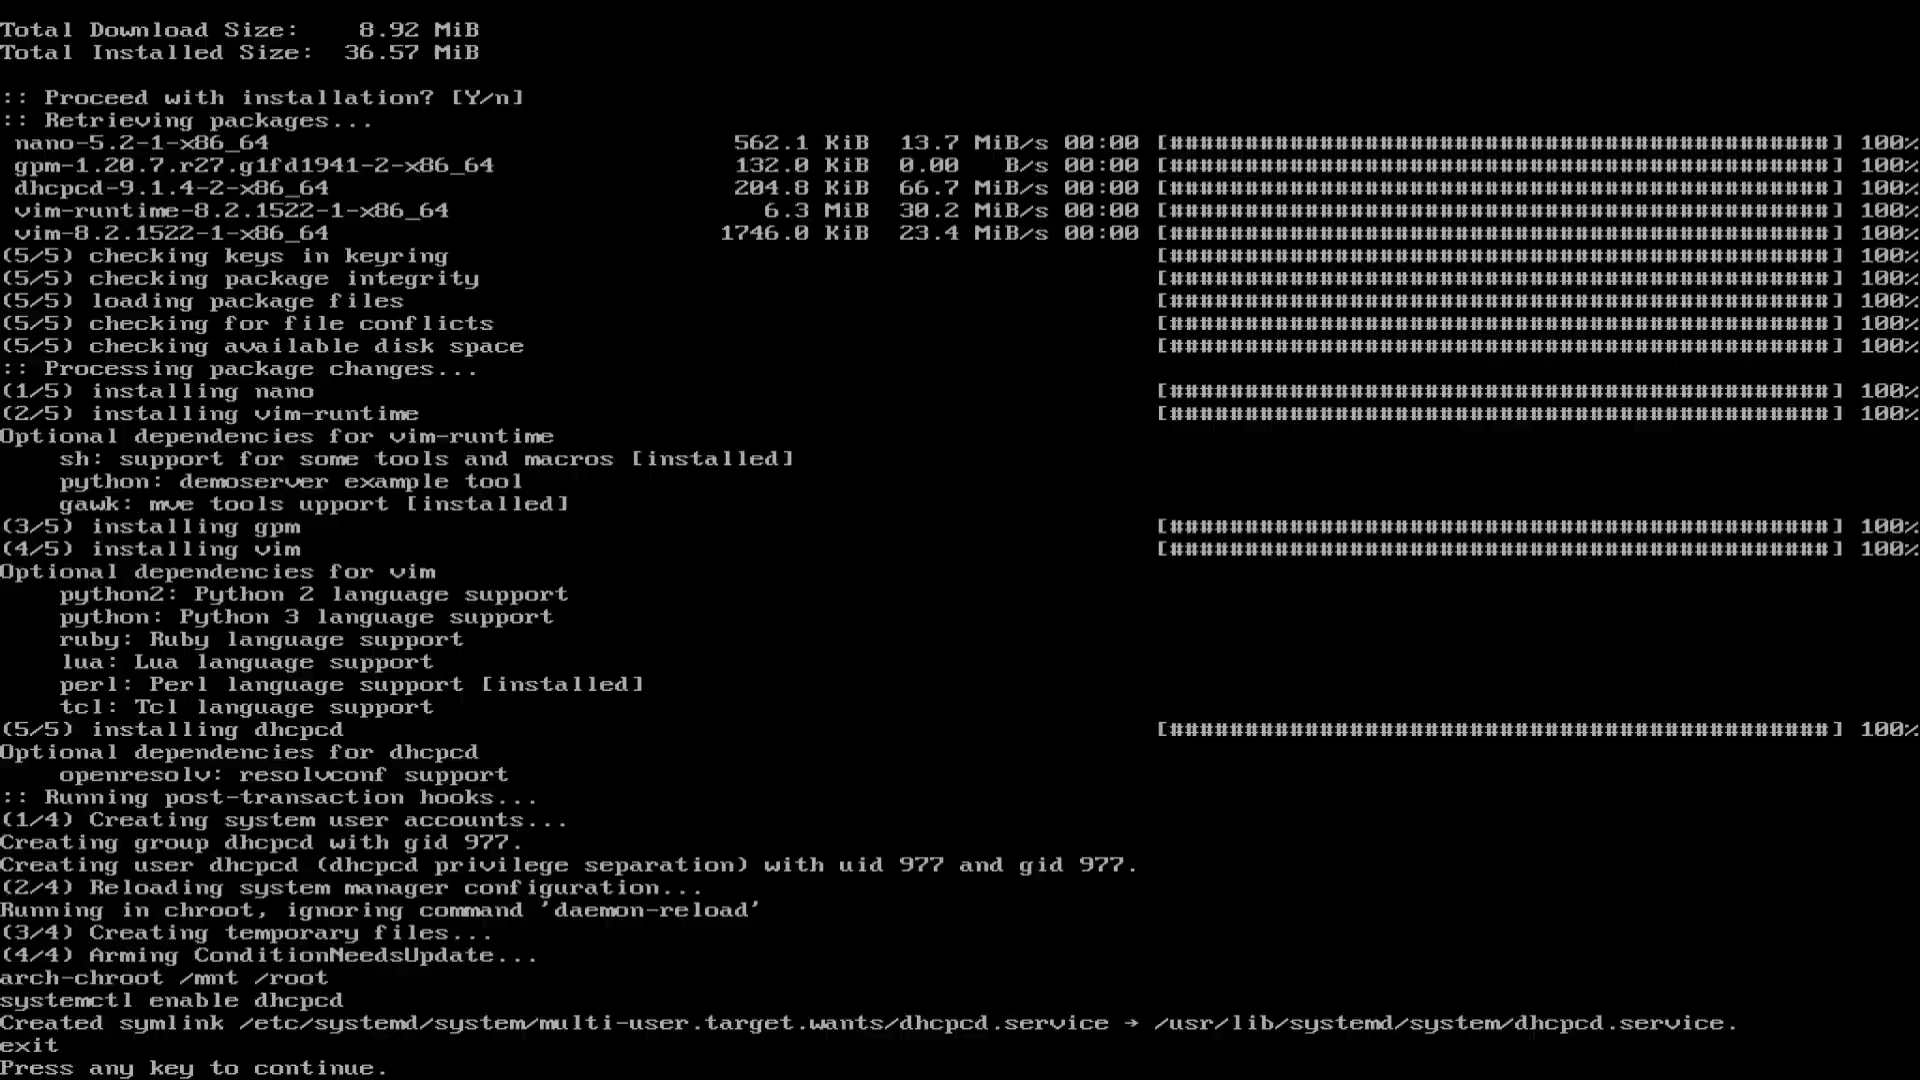 Total Download Size:    8.92 MiB
Total Installed Size:  36.57 MiB
:: Proceed with installation? [Y/n]
:: Retrieving packages...
 nano-5.2-1-x86_64                               562.1 KiB  13.7 MiB/s 00:00 [############################################] 100%
 gpm-1.20.7.r27.g1fd1941-2-x86_64                132.0 KiB  0.00   B/s 00:00 [############################################] 100%
 dhcpcd-9.1.4-2-x86_64                           204.8 KiB  66.7 MiB/s 00:00 [############################################] 100%
 vim-runtime-8.2.1522-1-x86_64                     6.3 MiB  30.2 MiB/s 00:00 [############################################] 100%
 vim-8.2.1522-1-x86_64                          1746.0 KiB  23.4 MiB/s 00:00 [############################################] 100%
(5/5) checking keys in keyring                                               [############################################] 100%
(5/5) checking package integrity                                             [############################################] 100%
(5/5) loading package files                                                  [############################################] 100%
(5/5) checking for file conflicts                                            [############################################] 100%
(5/5) checking available disk space                                          [############################################] 100%
:: Processing package changes...
(1/5) installing nano                                                        [############################################] 100%
(2/5) installing vim-runtime                                                 [############################################] 100%
Optional dependencies for vim-runtime
    sh: support for some tools and macros [installed]
    python: demoserver example tool
    gawk: mve tools upport [installed]
(3/5) installing gpm                                                         [############################################] 100%
(4/5) installing vim                                                         [############################################] 100%
Optional dependencies for vim
    python2: Python 2 language support
    python: Python 3 language support
    ruby: Ruby language support
    lua: Lua language support
    perl: Perl language support [installed]
    tcl: Tcl language support
(5/5) installing dhcpcd                                                      [############################################] 100%
Optional dependencies for dhcpcd
    openresolv: resolvconf support
:: Running post-transaction hooks...
(1/4) Creating system user accounts...
Creating group dhcpcd with gid 977.
Creating user dhcpcd (dhcpcd privilege separation) with uid 977 and gid 977.
(2/4) Reloading system manager configuration...
Running in chroot, ignoring command 'daemon-reload'
(3/4) Creating temporary files...
(4/4) Arming ConditionNeedsUpdate...
arch-chroot /mnt /root
systemctl enable dhcpcd
Created symlink /etc/systemd/system/multi-user.target.wants/dhcpcd.service → /usr/lib/systemd/system/dhcpcd.service.
exit
Press any key to continue.